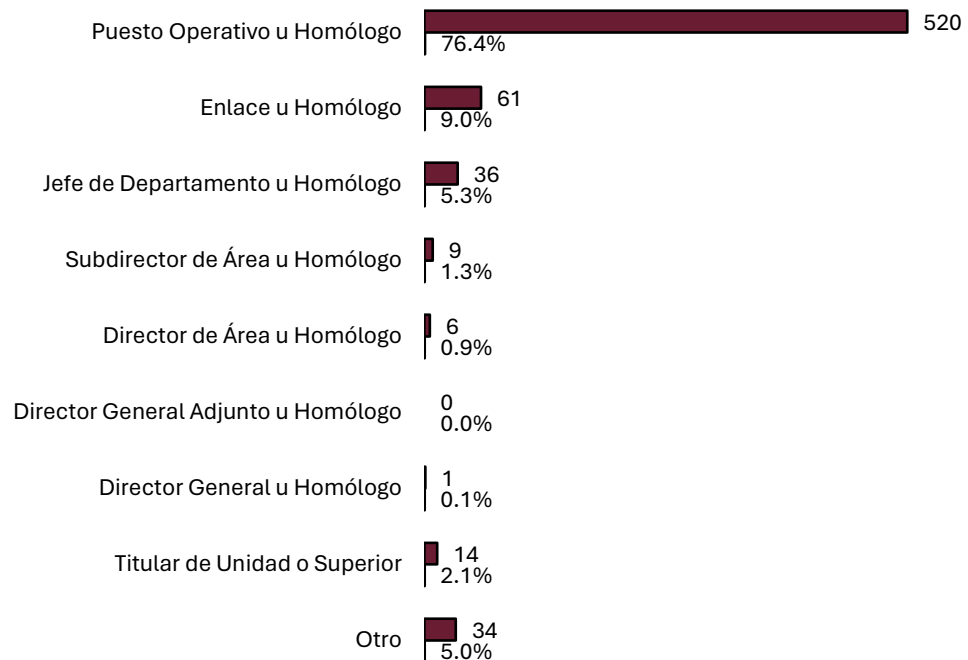 Puesto Operativo u Homólogo
520
76.4%
Enlace u Homólogo
61
9.0%
Jefe de Departamento u Homólogo
36
5.3%
Subdirector de Área u Homólogo
9
1.3%
Director de Área u Homólogo
6
0.9%
Director General Adjunto u Homólogo
0
0.0%
Director General u Homólogo
1
0.1%
Titular de Unidad o Superior
14
2.1%
Otro
34
5.0%